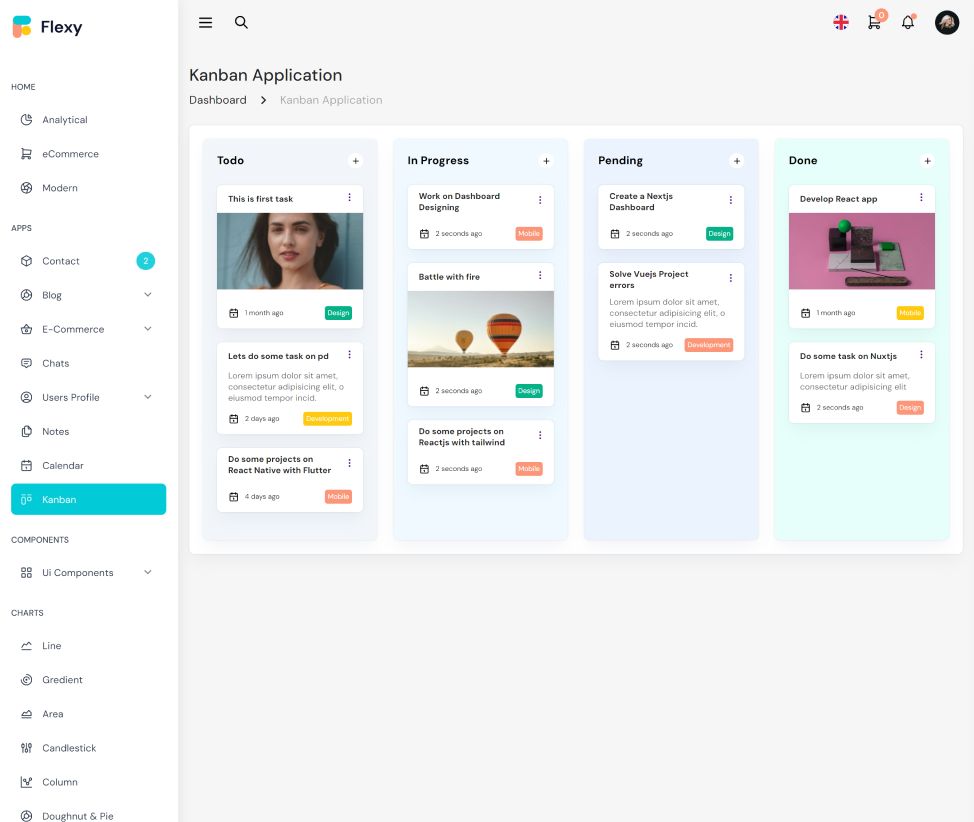 Flexy
HOME
Analytical
eCommerce
Modern
APPS
Contact
2
Blog
E-Commerce
Chats
Users Profile
Notes
Calendar
Kanban
COMPONENTS
Ui Components
CHARTS
Line
Gredient
Area
Candlestick
Column
Doughnut & Pie
0
Kanban Application
Dashboard
Kanban Application
Todo
+
This is first task
1 month ago
Design
Lets do some task on pd
Lorem ipsum dolor sit amet,
consectetur adipisicing elit, o
eiusmod tempor incid.
2 days ago
Development
Do some projects on
React Native with Flutter
4 days ago
Mobile
In Progress
+
Work on Dashboard
Designing
2 seconds ago
Mobile
Battle with fire
2 seconds ago
Design
Do some projects on
Reactjs with tailwind
2 seconds ago
Mobile
Pending
+
Create a Nextjs
Dashboard
2 seconds ago
Design
Solve Vuejs Project
errors
Lorem ipsum dolor sit amet,
consectetur adipisicing elit, o
eiusmod tempor incid.
2 seconds ago
Development
Done
+
Develop React app
1 month ago
Mobile
Do some task on Nuxtjs
Lorem ipsum dolor sit amet,
consectetur adipisicing elit
2 seconds ago
Design